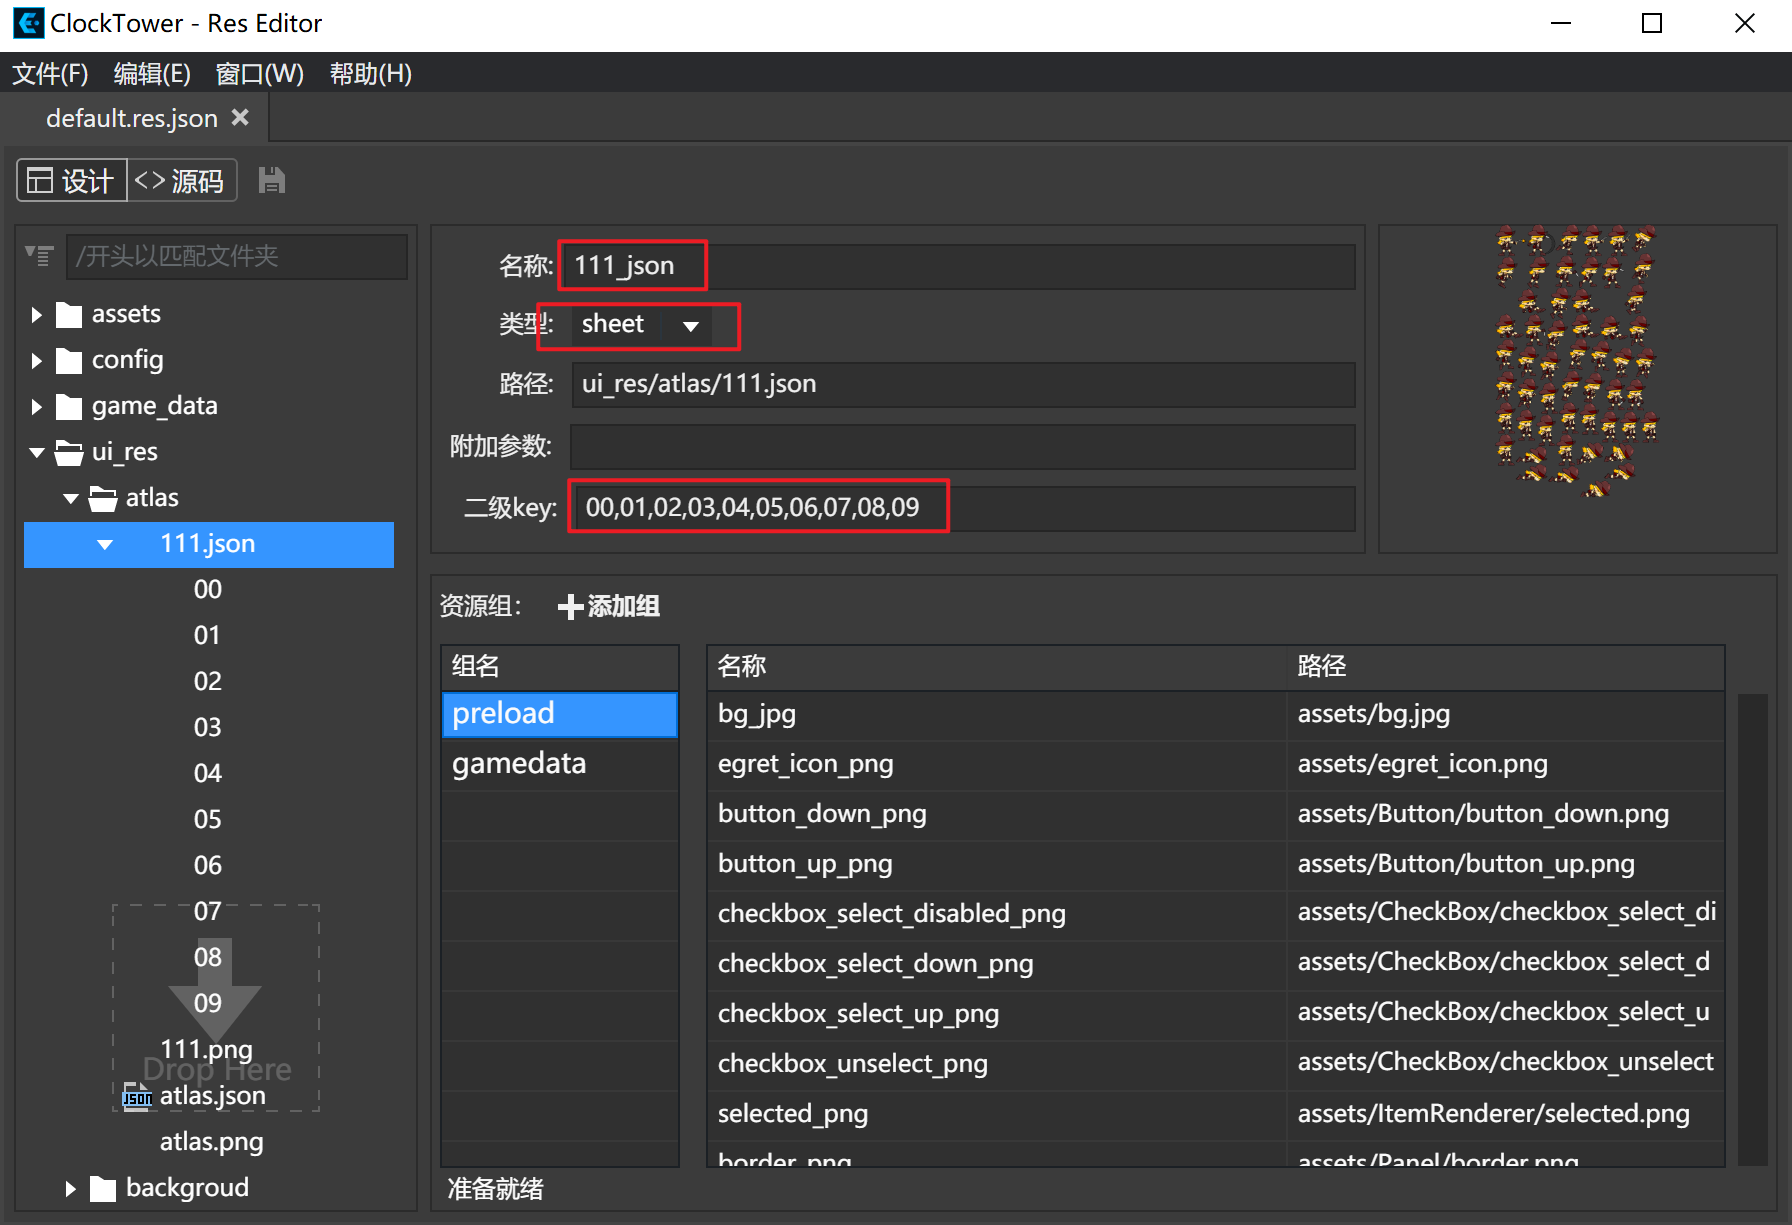 ClockTower - Res Editor
文件(F) 编辑(E) 窗口(W) 帮助(H)
default.res.json
设计 <> 源码
/开头以匹配文件夹
assets
config
game_data
ui_res
atlas
111.json
00
01
02
03
04
05
06
07
08
09
111.png
Drop Here
JSON atlas.json
atlas.png
backgroud
名称: 111_json
类型: sheet
路径: ui_res/atlas/111.json
附加参数:
二级key: 00,01,02,03,04,05,06,07,08,09
资源组: 添加组
组名
preload
gamedata
名称 路径
bg_jpg assets/bg.jpg
egret_icon_png assets/egret_icon.png
button_down_png assets/Button/button_down.png
button_up_png assets/Button/button_up.png
checkbox_select_disabled_png assets/CheckBox/checkbox_select_di
checkbox_select_down_png assets/CheckBox/checkbox_select_d
checkbox_select_up_png assets/CheckBox/checkbox_select_u
checkbox_unselect_png assets/CheckBox/checkbox_unselect
selected_png assets/ItemRenderer/selected.png
border_png assets/Panel/border.png
准备就绪